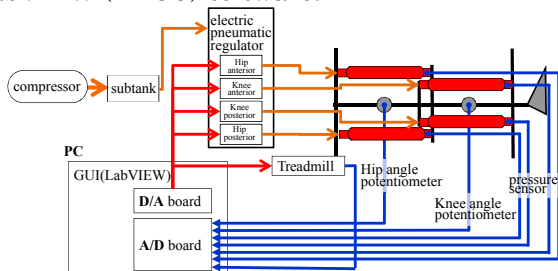 electric
pneumatic
regulator
Hip
anterior
Knee
anterior
Knee
posterior
Hip
posterior
compressor
subtank
PC
GUI(LabVIEW)
D/A board
A/D board
Treadmill
Hip angle
potentiometer
Knee angle
potentiometer
pressure
sensor